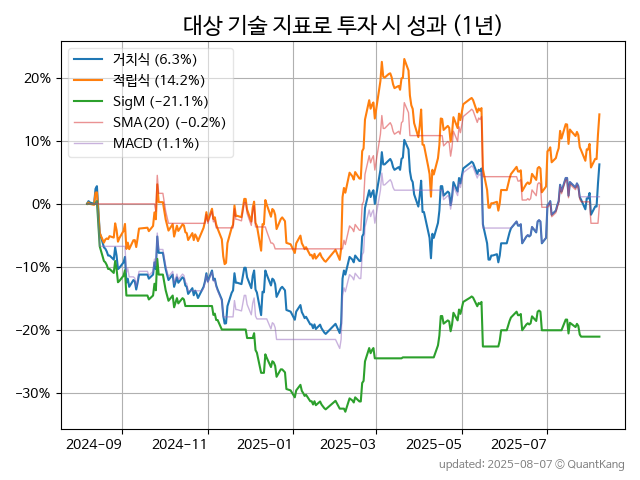 대상 기술 지표로 투자 시 성과 (1년)
거치식 (6.3%)
적립식 (14.2%)
SigM (−21.1%)
SMA(20) (−0.2%)
MACD (1.1%)
20%
10%
0%
−10%
−20%
−30%
2024-09 2024-11 2025-01 2025-03 2025-05 2025-07
updated: 2025-08-07 © QuantKang